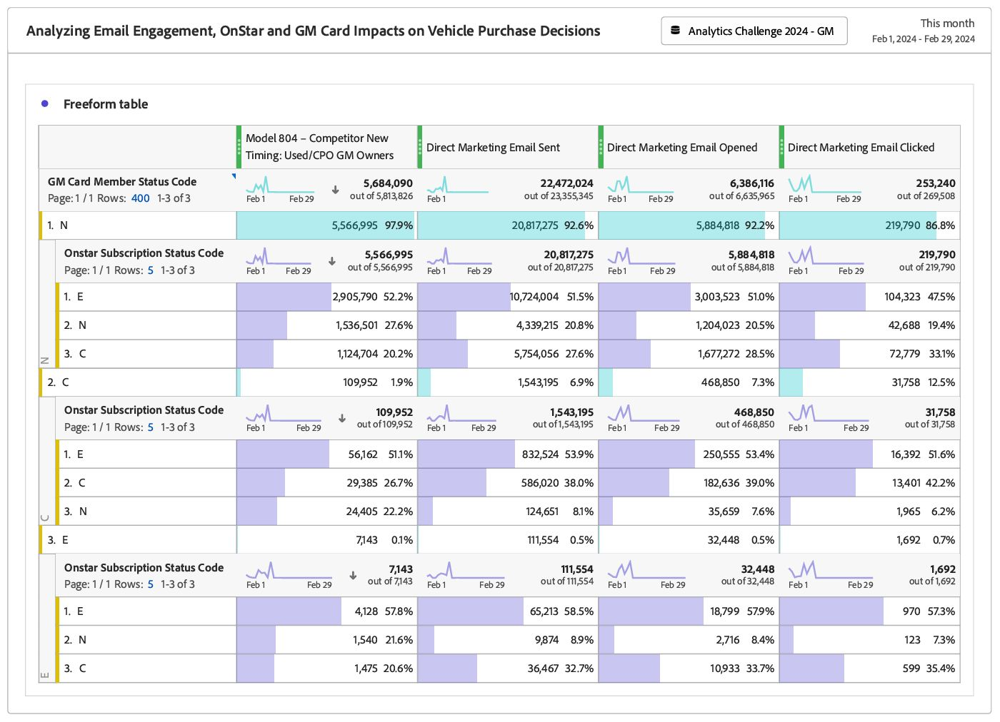 Analyzing Email Engagement, OnStar and GM Card Impacts on Vehicle Purchase Decisions
Analytics Challenge 2024 - GM
This month
Feb 1, 2024 - Feb 29, 2024
Freeform table
Model 804 – Competitor New
Timing: Used/CPO GM Owners
Direct Marketing Email Sent
Direct Marketing Email Opened
Direct Marketing Email Clicked
GM Card Member Status Code
Page: 1 / 1 Rows: 400 1-3 of 3
Feb 1 Feb 29
5,684,090
out of 5,813,826
Feb 1
22,472,024
out of 23,355,345
Feb 1 Feb 29
6,386,116
out of 6,635,965
Feb 1 Feb 29
253,240
out of 269,508
1. N 5,566,995 97.9% 20,817,275 92.6% 5,884,818 92.2% 219,790 86.8%
N
Onstar Subscription Status Code
Page: 1 / 1 Rows: 5 1-3 of 3
Feb 1 Feb 29
5,566,995
out of 5,566,995
Feb 1 Feb 29
20,817,275
out of 20,817,275
Feb 1 Feb 29
5,884,818
out of 5,884,818
Feb 1 Feb 29
219,790
out of 219,790
1. E 2,905,790 52.2% 10,724,004 51.5% 3,003,523 51.0% 104,323 47.5%
2. N 1,536,501 27.6% 4,339,215 20.8% 1,204,023 20.5% 42,688 19.4%
3. C 1,124,704 20.2% 5,754,056 27.6% 1,677,272 28.5% 72,779 33.1%
2. C 109,952 1.9% 1,543,195 6.9% 468,850 7.3% 31,758 12.5%
C
Onstar Subscription Status Code
Page: 1 / 1 Rows: 5 1-3 of 3
Feb 1 Feb 29
109,952
out of 109,952
Feb 1 Feb 29
1,543,195
out of 1,543,195
Feb 1 Feb 29
468,850
out of 468,850
Feb 1 Feb 29
31,758
out of 31,758
1. E 56,162 51.1% 832,524 53.9% 250,555 53.4% 16,392 51.6%
2. C 29,385 26.7% 586,020 38.0% 182,636 39.0% 13,401 42.2%
3. N 24,405 22.2% 124,651 8.1% 35,659 7.6% 1,965 6.2%
3. E 7,143 0.1% 111,554 0.5% 32,448 0.5% 1,692 0.7%
E
Onstar Subscription Status Code
Page: 1 / 1 Rows: 5 1-3 of 3
Feb 1 Feb 29
7,143
out of 7,143
Feb 1 Feb 29
111,554
out of 111,554
Feb 1 Feb 29
32,448
out of 32,448
Feb 1 Feb 29
1,692
out of 1,692
1. E 4,128 57.8% 65,213 58.5% 18,799 57.9% 970 57.3%
2. N 1,540 21.6% 9,874 8.9% 2,716 8.4% 123 7.3%
3. C 1,475 20.6% 36,467 32.7% 10,933 33.7% 599 35.4%